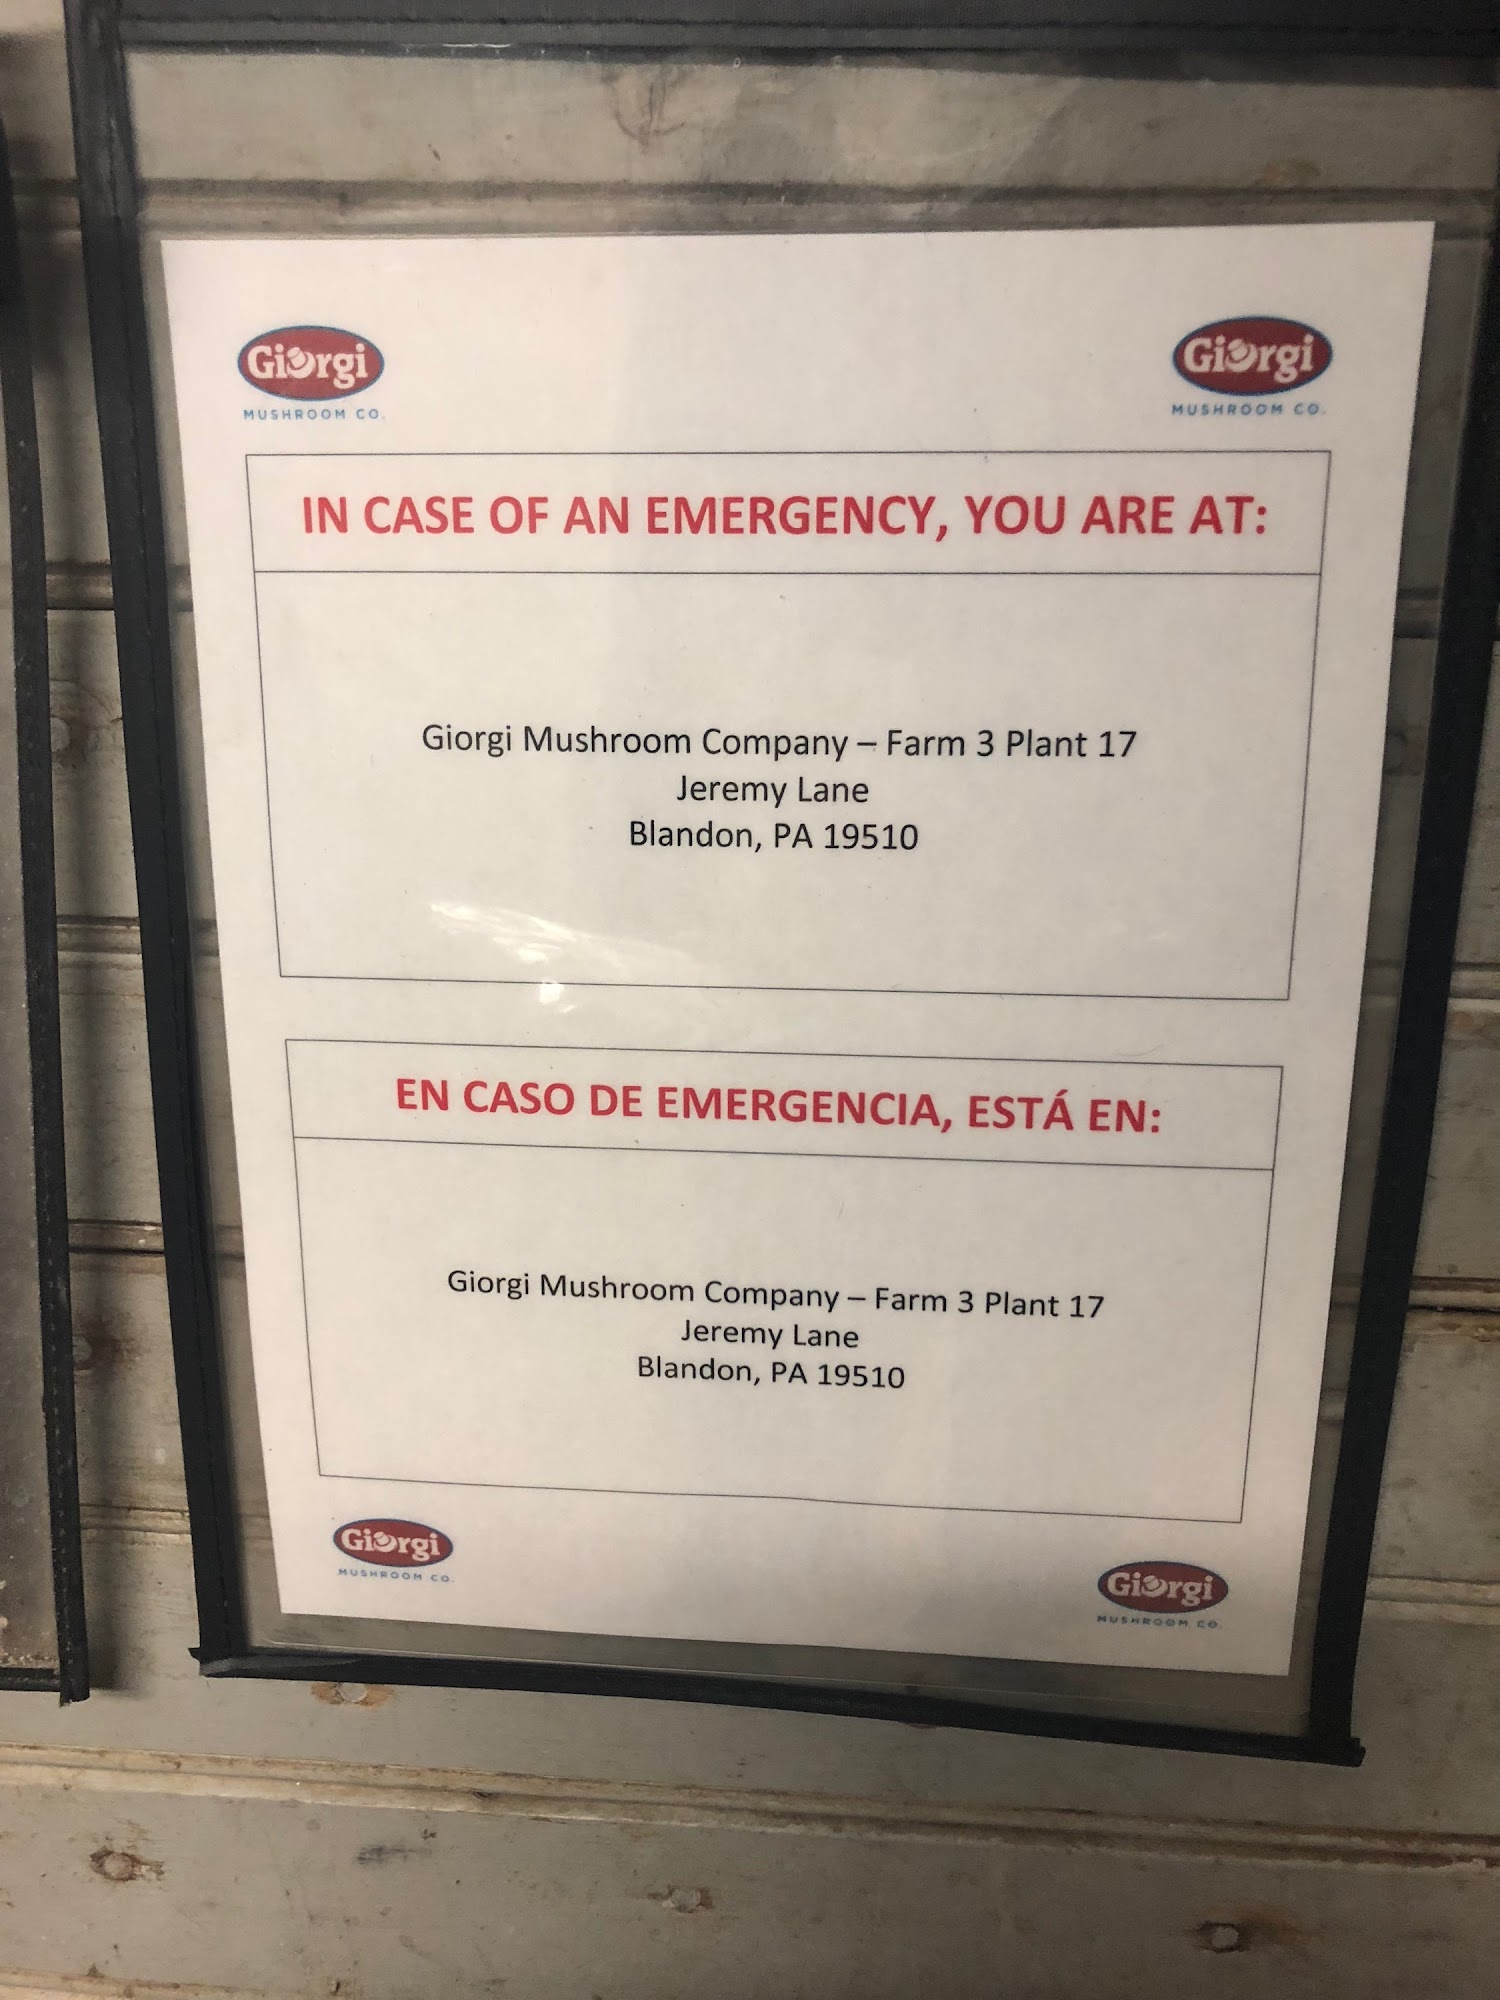 Giorgi
MUSHROOM CO.
Giorgi
MUSHROOM CO.
IN CASE OF AN EMERGENCY, YOU ARE AT:
Giorgi Mushroom Company – Farm 3 Plant 17
Jeremy Lane
Blandon, PA 19510
EN CASO DE EMERGENCIA, ESTÁ EN:
Giorgi Mushroom Company – Farm 3 Plant 17
Jeremy Lane
Blandon, PA 19510
Giorgi
MUSHROOM CO.
Giorgi
MUSHROOM CO.